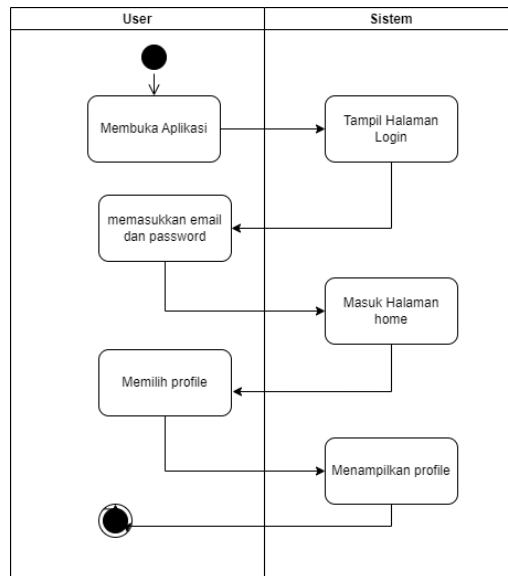 User
Sistem
Membuka Aplikasi
Tampil Halaman
Login
memasukkan email
dan password
Masuk Halaman
home
Memilih profile
Menampilkan profile